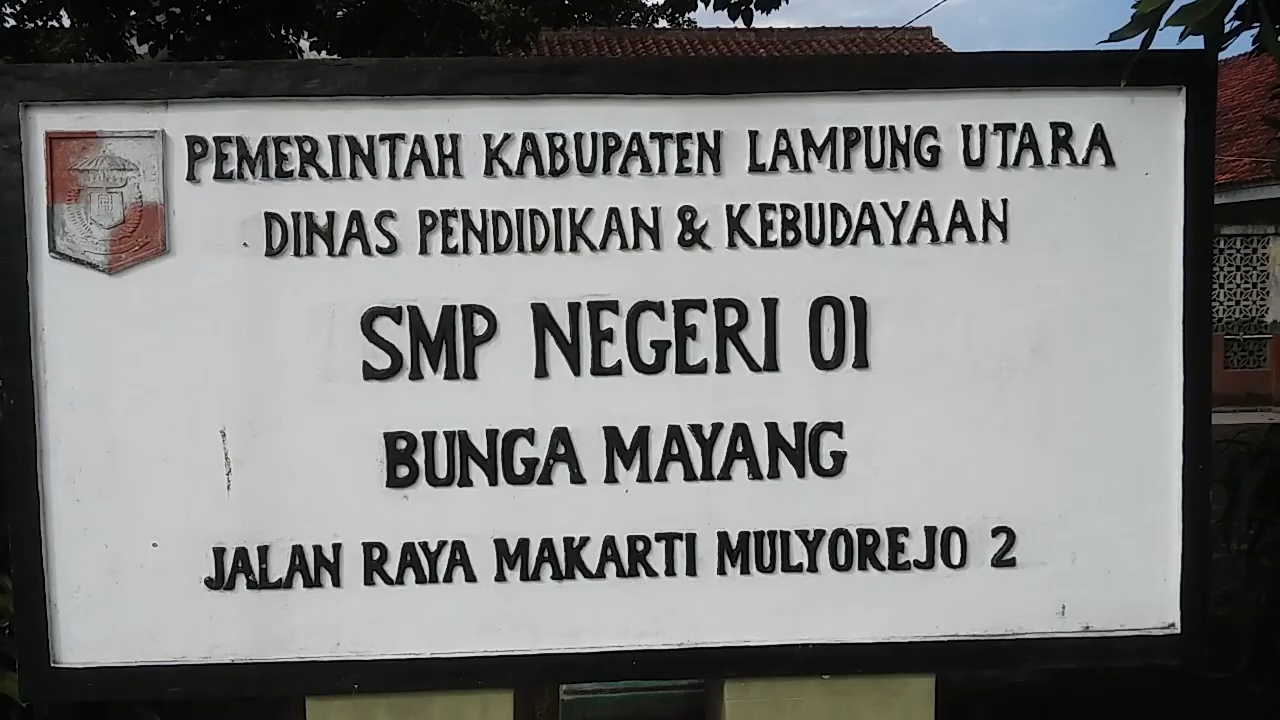 PEMERINTAH KABUPATEN LAMPUNG UTARA
DINAS PENDIDIKAN & KEBUDAYAAN
SMP NEGERI 01
BUNGA MAYANG
JALAN RAYA MAKARTI MULYOREJO 2